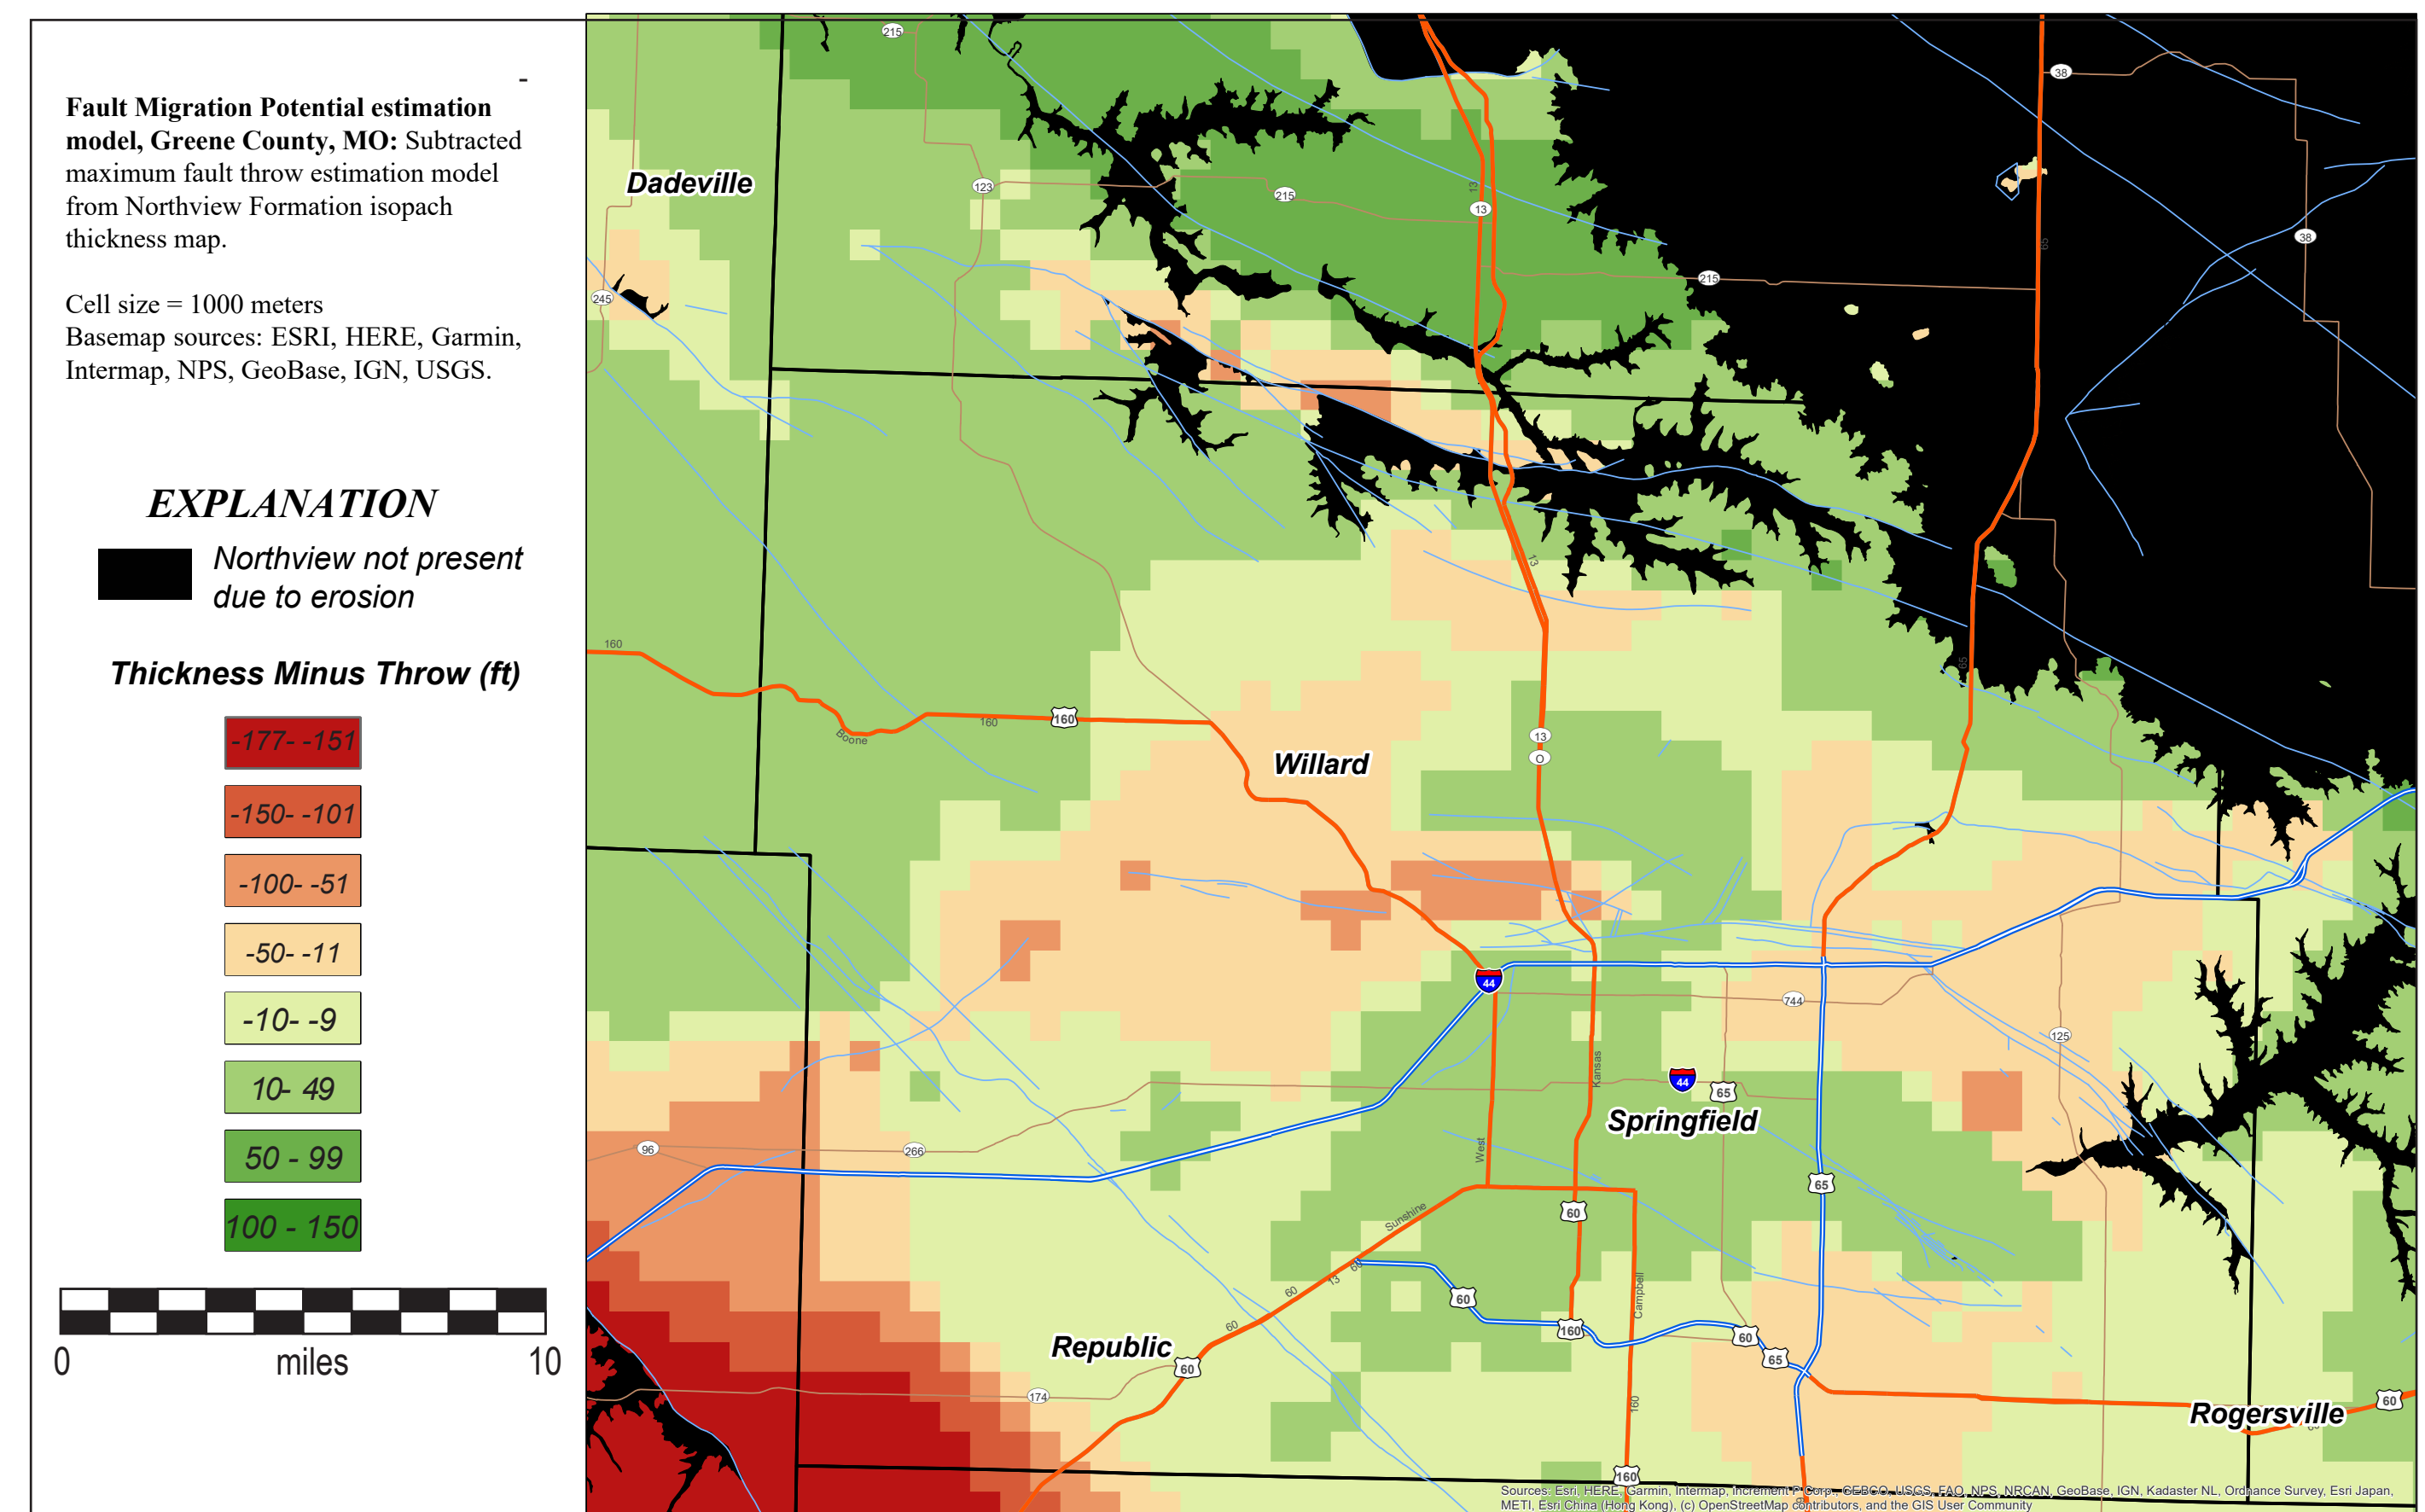 -
Fault Migration Potential estimation
model, Greene County, MO: Subtracted
maximum fault throw estimation model
from Northview Formation isopach
thickness map.
Cell size = 1000 meters
Basemap sources: ESRI, HERE, Garmin,
Intermap, NPS, GeoBase, IGN, USGS.
EXPLANATION
Northview not present
due to erosion
Thickness Minus Throw (ft)
-177- -151
-150- -101
-100- -51
-50- -11
-10- -9
10- 49
50 - 99
100 - 150
0 miles 10
215
38
Dadeville
123
215
13
13
38
65
215
245
13
160
65
160
160
Boone
13
O
Willard
44
744
125
Kansas
44
65
Springfield
96
266
West
65
60
Sunshine
60
13
60
60
60
Campbell
160
60
65
Republic
60
174
160
60
Rogersville
160
Sources: Esri, HERE, Garmin, Intermap, increment P Corp., GEBCO, USGS, FAO, NPS, NRCAN, GeoBase, IGN, Kadaster NL, Ordnance Survey, Esri Japan,
METI, Esri China (Hong Kong), (c) OpenStreetMap contributors, and the GIS User Community